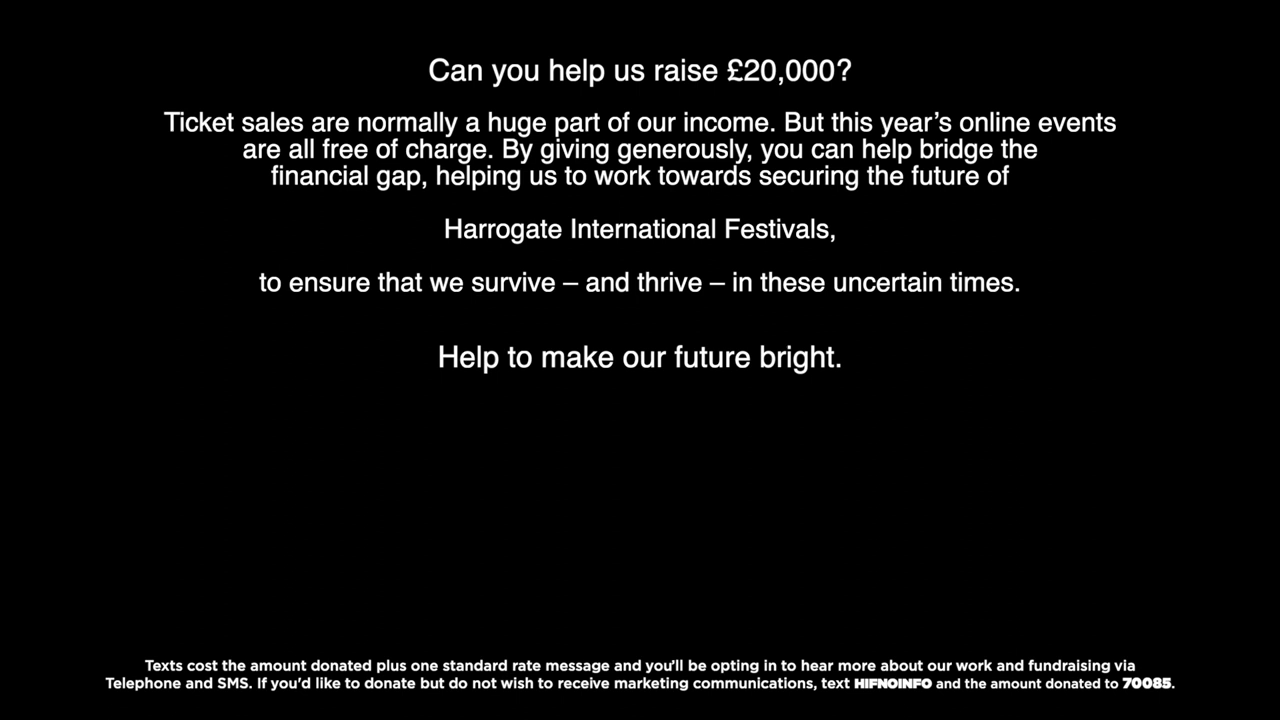 Can you help us raise £20,000?
Ticket sales are normally a huge part of our income. But this year’s online events
are all free of charge. By giving generously, you can help bridge the
financial gap, helping us to work towards securing the future of
Harrogate International Festivals,
to ensure that we survive – and thrive – in these uncertain times.
Help to make our future bright.
Texts cost the amount donated plus one standard rate message and you’ll be opting in to hear more about our work and fundraising via
Telephone and SMS. If you'd like to donate but do not wish to receive marketing communications, text HIFNOINFO and the amount donated to 70085.